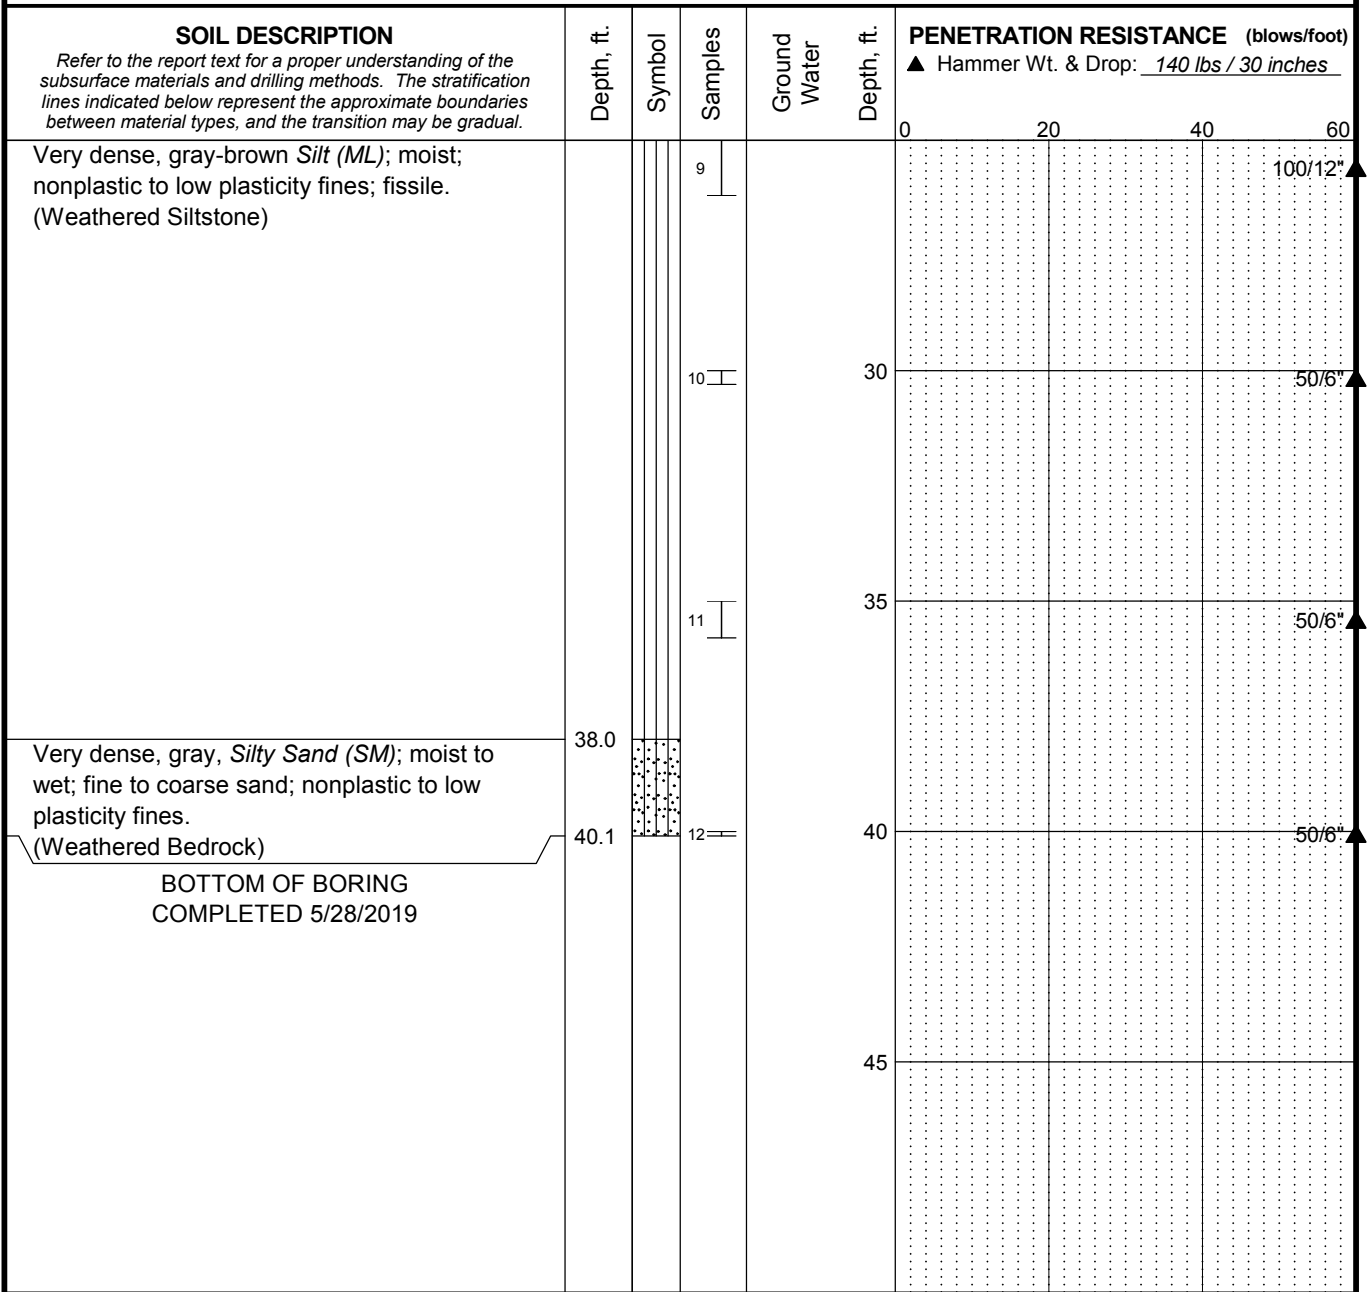 SOIL DESCRIPTION
Refer to the report text for a proper understanding of the
subsurface materials and drilling methods. The stratification
lines indicated below represent the approximate boundaries
between material types, and the transition may be gradual.
Depth, ft.
Symbol
Samples
Ground
Water
Depth, ft.
PENETRATION RESISTANCE (blows/foot)
▲ Hammer Wt. & Drop: 140 lbs / 30 inches
0 20 40 60
Very dense, gray-brown Silt (ML); moist;
nonplastic to low plasticity fines; fissile.
(Weathered Siltstone)
9
100/12"
10
30
50/6"
35
11
50/6"
38.0
Very dense, gray, Silty Sand (SM); moist to
wet; fine to coarse sand; nonplastic to low
plasticity fines.
(Weathered Bedrock)
40.1
12
40
50/6"
BOTTOM OF BORING
COMPLETED 5/28/2019
45